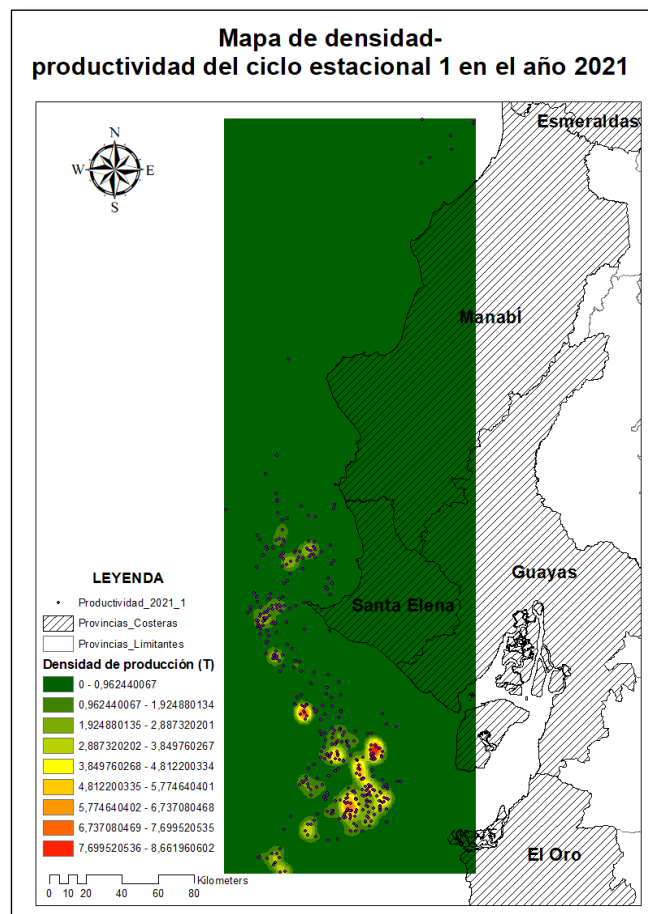 Mapa de densidad-
productividad del ciclo estacional 1 en el año 2021
Esmeraldas
N
W E
S
Manabí
Guayas
Santa Elena
El Oro
LEYENDA
Productividad_2021_1
Provincias_Costeras
Provincias_Limitantes
Densidad de producción (T)
0 - 0,962440067
0,962440067 - 1,924880134
1,924880135 - 2,887320201
2,887320202 - 3,849760267
3,849760268 - 4,812200334
4,812200335 - 5,774640401
5,774640402 - 6,737080468
6,737080469 - 7,699520535
7,699520536 - 8,661960602
Kilometers
0 10 20 40 60 80